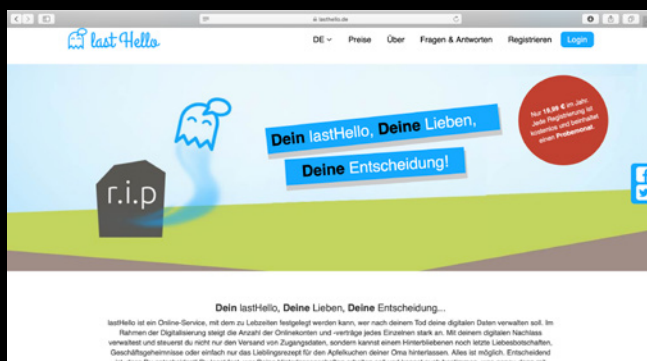 lasthello.de
last Hello
DE Preise Über Fragen & Antworten Registrieren Login
Nur 19,99 € im Jahr.
Jede Registrierung ist
kostenlos und beinhaltet
einen Probemonat.
Dein lastHello, Deine Lieben,
Deine Entscheidung!
r.i.p
Dein lastHello, Deine Lieben, Deine Entscheidung...
lastHello ist ein Online-Service, mit dem zu Lebzeiten festgelegt werden kann, wer nach deinem Tod deine digitalen Daten verwalten soll. Im
Rahmen der Digitalisierung steigt die Anzahl der Onlinekonten und -verträge jedes Einzelnen stark an. Mit deinem digitalen Nachlass
verwaltest und steuerst du nicht nur den Versand von Zugangsdaten, sondern kannst einem Hinterbliebenen noch letzte Liebesbotschaften,
Geschäftsgeheimnisse oder einfach nur das Lieblingsrezept für den Apfelkuchen deiner Oma hinterlassen. Alles ist möglich. Entscheidend